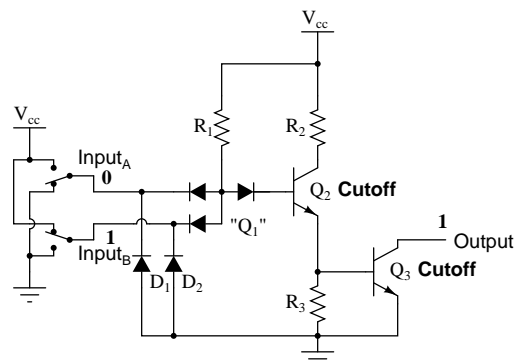 Vcc
Vcc
R1
R2
InputA
0
1
InputB
"Q1"
Q2 Cutoff
1
Output
Q3 Cutoff
D1
D2
R3